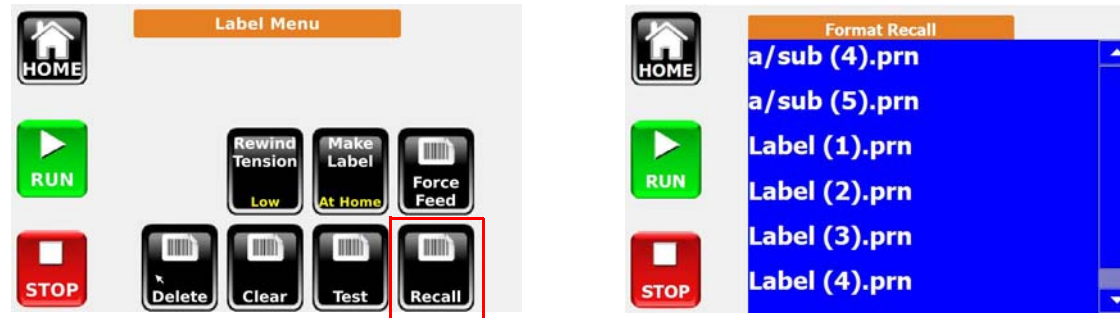 Label Menu
HOME
RUN
Rewind
Tension
Low
Make
Label
At Home
Force
Feed
STOP
Delete
Clear
Test
Recall
Format Recall
HOME
a/sub (4).prn
a/sub (5).prn
Label (1).prn
RUN
Label (2).prn
Label (3).prn
STOP
Label (4).prn